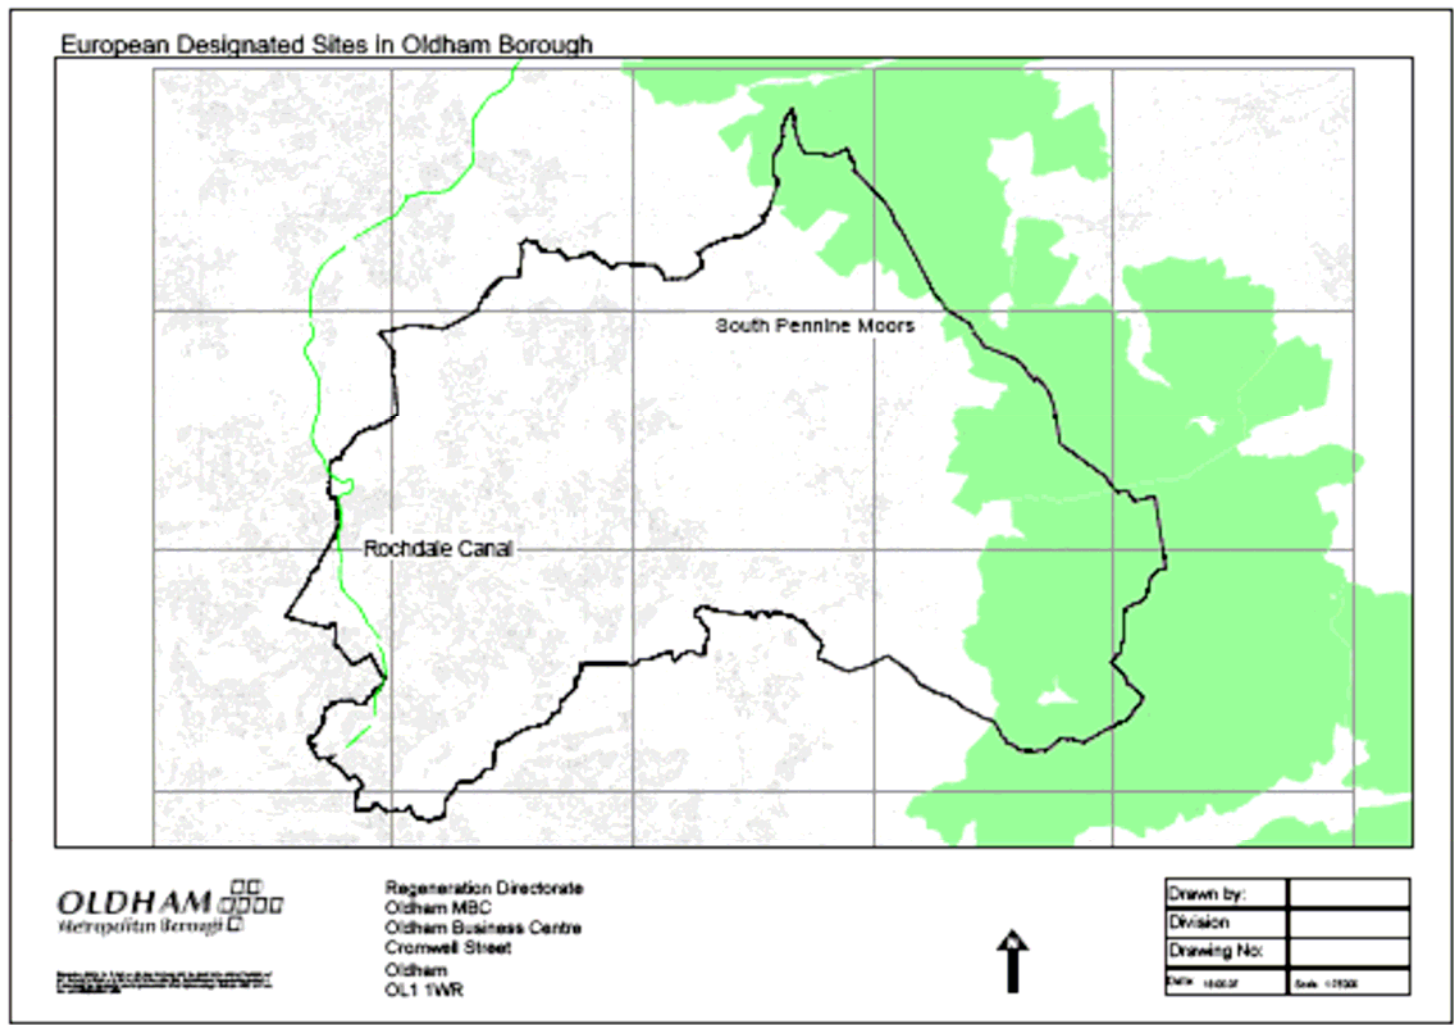 European Designated Sites in Oldham Borough
South Pennine Moors
Rochdale Canal
OLDHAM
Metropolitan Borough
Regeneration Directorate
Oldham MBC
Oldham Business Centre
Cromwell Street
Oldham
OL1 1WR
N
Drawn by:
Division
Drawing No:
Date:
Scale